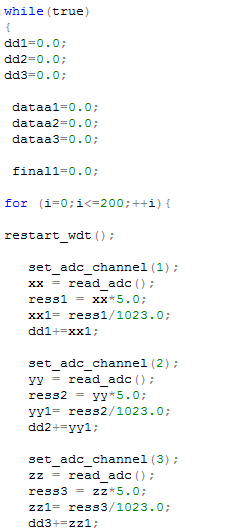 while(true)
{
dd1=0.0;
dd2=0.0;
dd3=0.0;
dataa1=0.0;
dataa2=0.0;
dataa3=0.0;
final1=0.0;
for (i=0;i<=200;++i){
restart_wdt();
set_adc_channel(1);
xx = read_adc();
ress1 = xx*5.0;
xx1= ress1/1023.0;
dd1+=xx1;
set_adc_channel(2);
yy = read_adc();
ress2 = yy*5.0;
yy1= ress2/1023.0;
dd2+=yy1;
set_adc_channel(3);
zz = read_adc();
ress3 = zz*5.0;
zz1= ress3/1023.0;
dd3+=zz1;